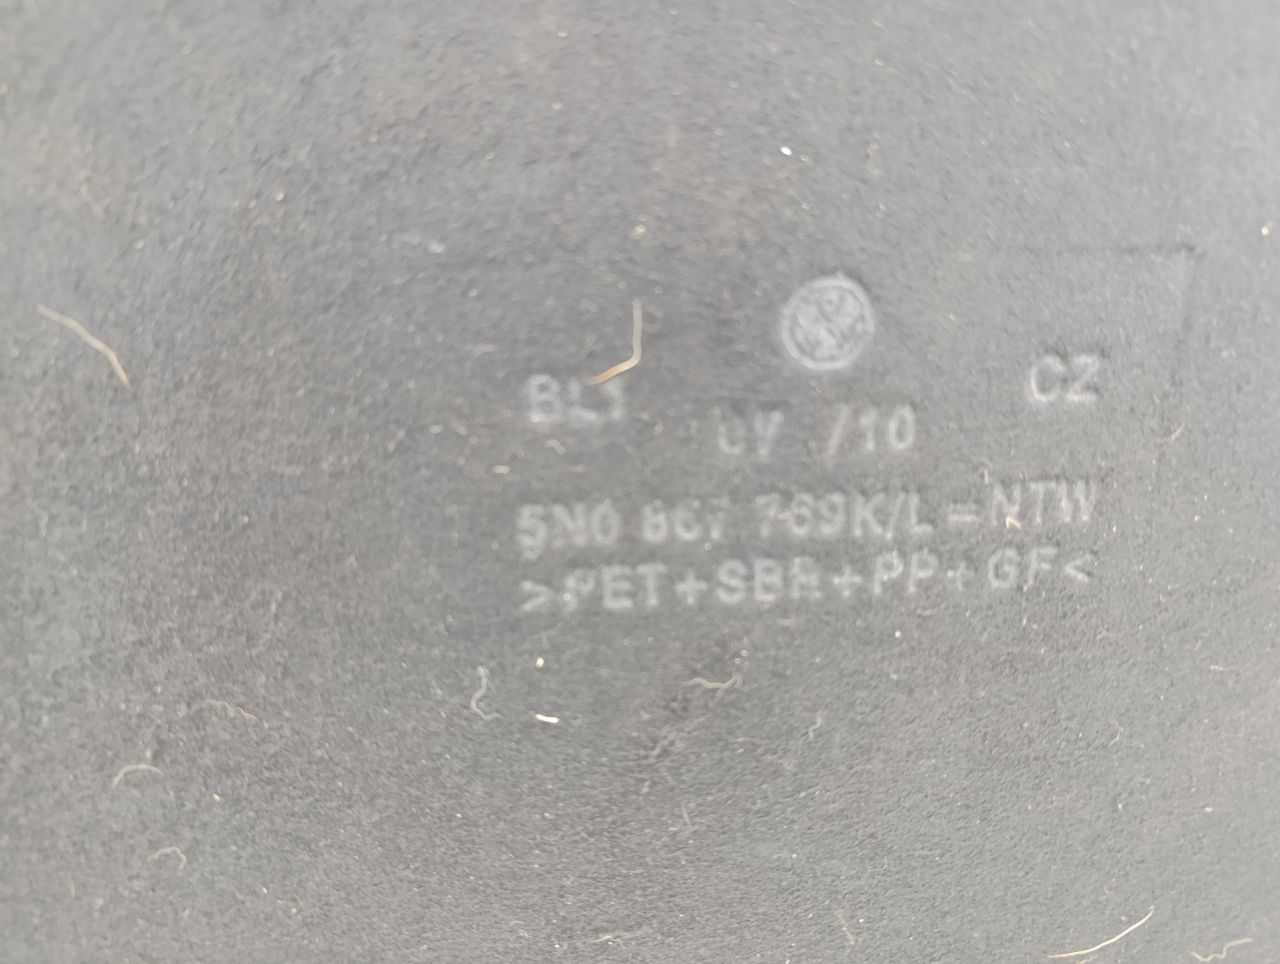 CZ
/10
5N0 867 769K/L=NTW
>PET+SBR+PP+GF<